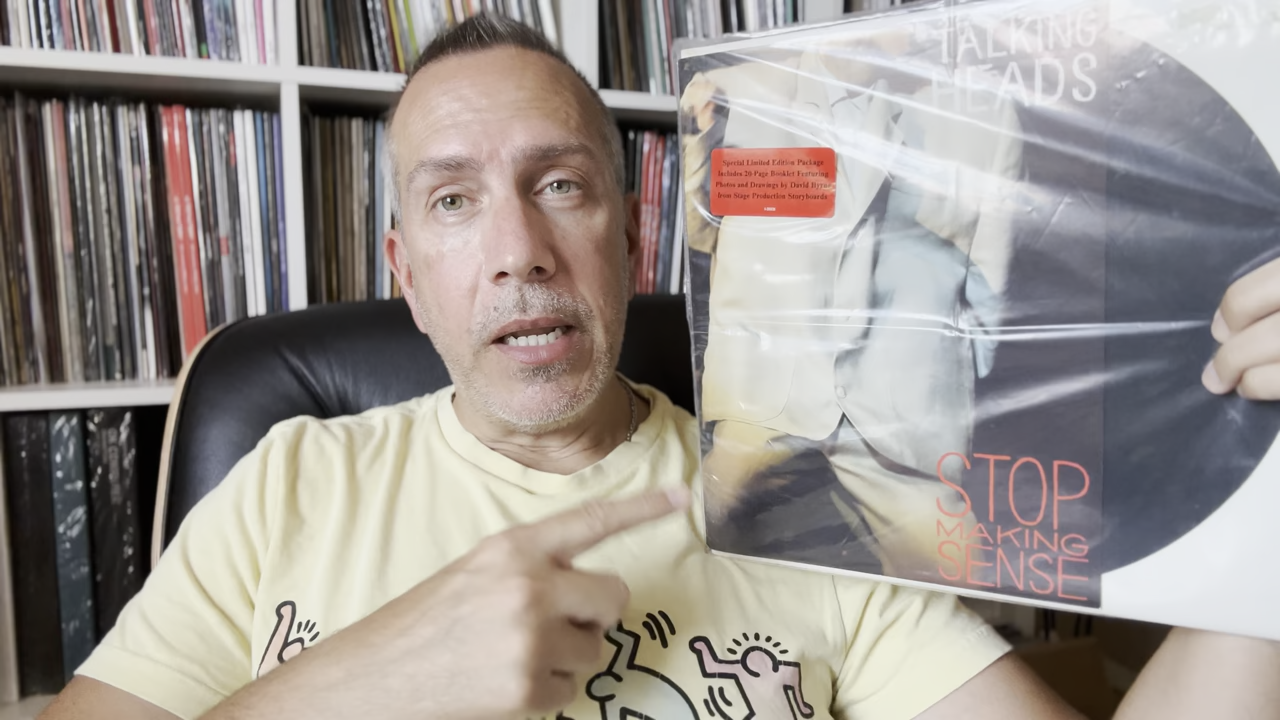 TALKING
HEADS
Special Limited Edition Package
Includes 20-Page Booklet Featuring
Photos and Drawings by David Byrne
from Stage Production Storyboards
STOP
MAKING
SENSE